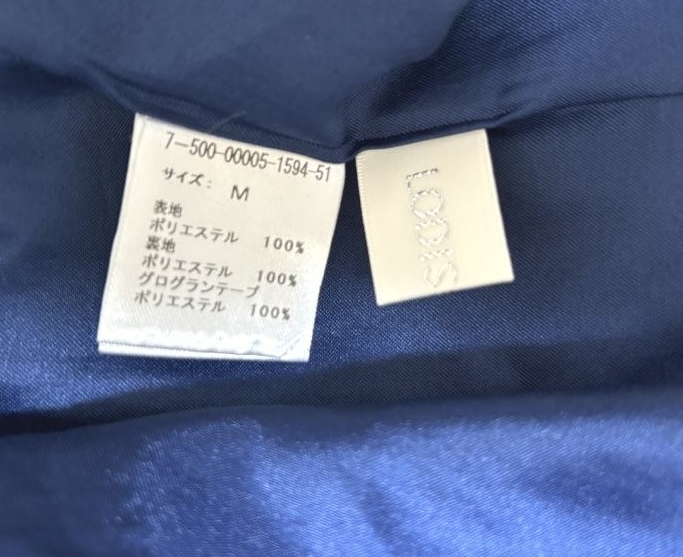 7-500-00005-1594-51
サイズ: M
表地
ポリエステル 100%
裏地
ポリエステル 100%
グログランテープ
ポリエステル 100%
LOOIS